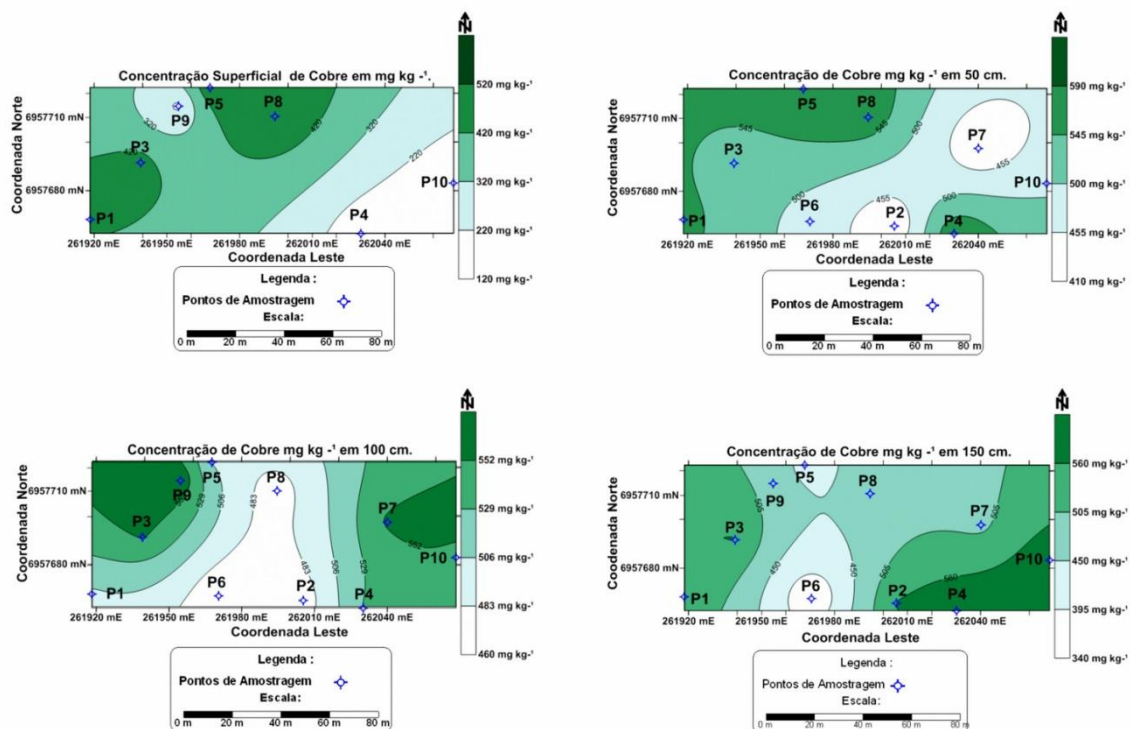 N
Concentração Superficial de Cobre em mg kg -¹.
Coordenada Norte
6957710 mN
6957680 mN
P5
P8
P9
P3
P10
P1
P4
320
420
420
320
220
261920 mE 261950 mE 261980 mE 262010 mE 262040 mE
Coordenada Leste
520 mg kg-¹
420 mg kg-¹
320 mg kg-¹
220 mg kg-¹
120 mg kg-¹
Legenda :
Pontos de Amostragem
Escala:
0 m 20 m 40 m 60 m 80 m
N
Concentração de Cobre mg kg -¹ em 50 cm.
Coordenada Norte
6957710 mN
6957680 mN
P5
P8
P7
P3
P10
P6
P2
P1
P4
545
545
500
455
500
455
500
261920 mE 261950 mE 261980 mE 262010 mE 262040 mE
Coordenada Leste
590 mg kg-¹
545 mg kg-¹
500 mg kg-¹
455 mg kg-¹
410 mg kg-¹
Legenda :
Pontos de Amostragem
Escala:
0 m 20 m 40 m 60 m 80 m
N
Concentração de Cobre mg kg -¹ em 100 cm.
Coordenada Norte
6957710 mN
6957680 mN
P5
P8
P9
P7
P3
P10
P6
P2
P1
P4
529
506
483
552
506
529
483
261920 mE 261950 mE 261980 mE 262010 mE 262040 mE
Coordenada Leste
552 mg kg-¹
529 mg kg-¹
506 mg kg-¹
483 mg kg-¹
460 mg kg-¹
Legenda :
Pontos de Amostragem
Escala:
0 m 20 m 40 m 60 m 80 m
N
Concentração de Cobre mg kg -¹ em 150 cm.
Coodenada Norte
6957710 mN
6957680 mN
P5
P8
P9
P7
P3
P10
P6
P2
P1
P4
505
505
450
450
505
560
261920 mE 261950 mE 261980 mE 262010 mE 262040 mE
Coordenada Leste
560 mg kg-¹
505 mg kg-¹
450 mg kg-¹
395 mg kg-¹
340 mg kg-¹
Legenda :
Pontos de Amostragem
Escala:
0 m 20 m 40 m 60 m 80 m